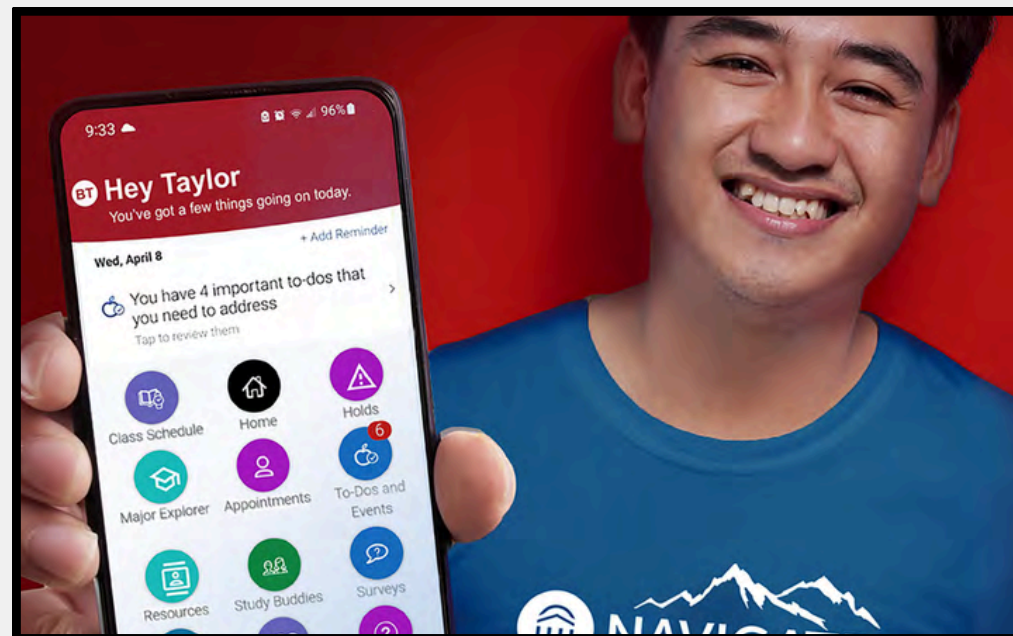 9:33
96%
BT
Hey Taylor
You've got a few things going on today.
Wed, April 8
+ Add Reminder
You have 4 important to-dos that
you need to address
Tap to review them
Class Schedule
Home
Holds
6
Major Explorer
Appointments
To-Dos and
Events
Resources
Study Buddies
Surveys